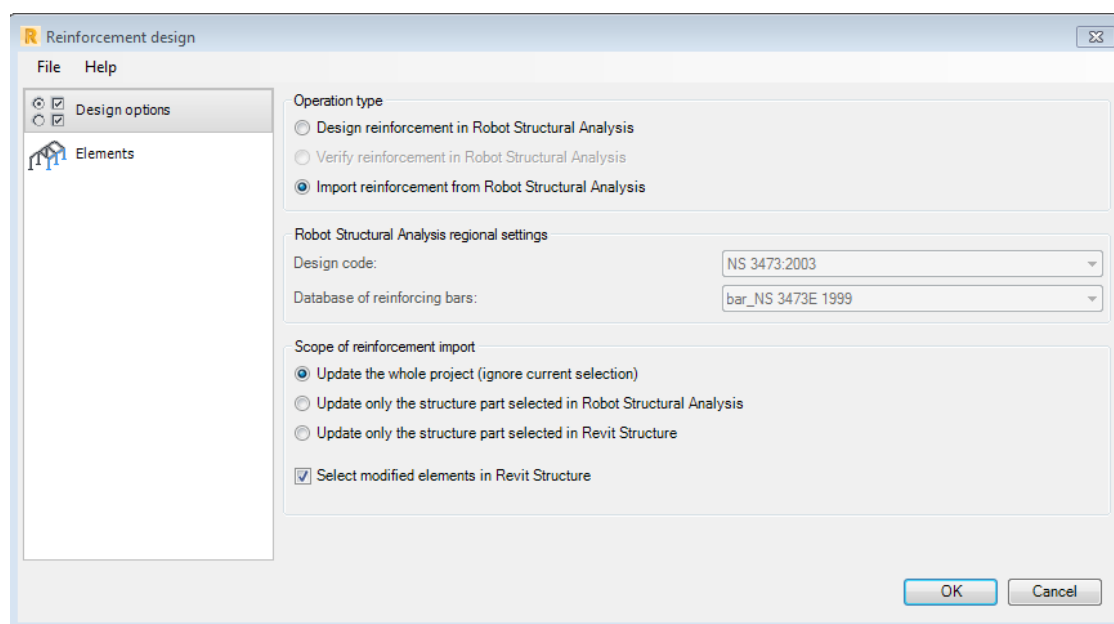 Reinforcement design
File Help
Design options
Elements
Operation type
Design reinforcement in Robot Structural Analysis
Verify reinforcement in Robot Structural Analysis
Import reinforcement from Robot Structural Analysis
Robot Structural Analysis regional settings
Design code: NS 3473:2003
Database of reinforcing bars: bar_NS 3473E 1999
Scope of reinforcement import
Update the whole project (ignore current selection)
Update only the structure part selected in Robot Structural Analysis
Update only the structure part selected in Revit Structure
Select modified elements in Revit Structure
OK Cancel